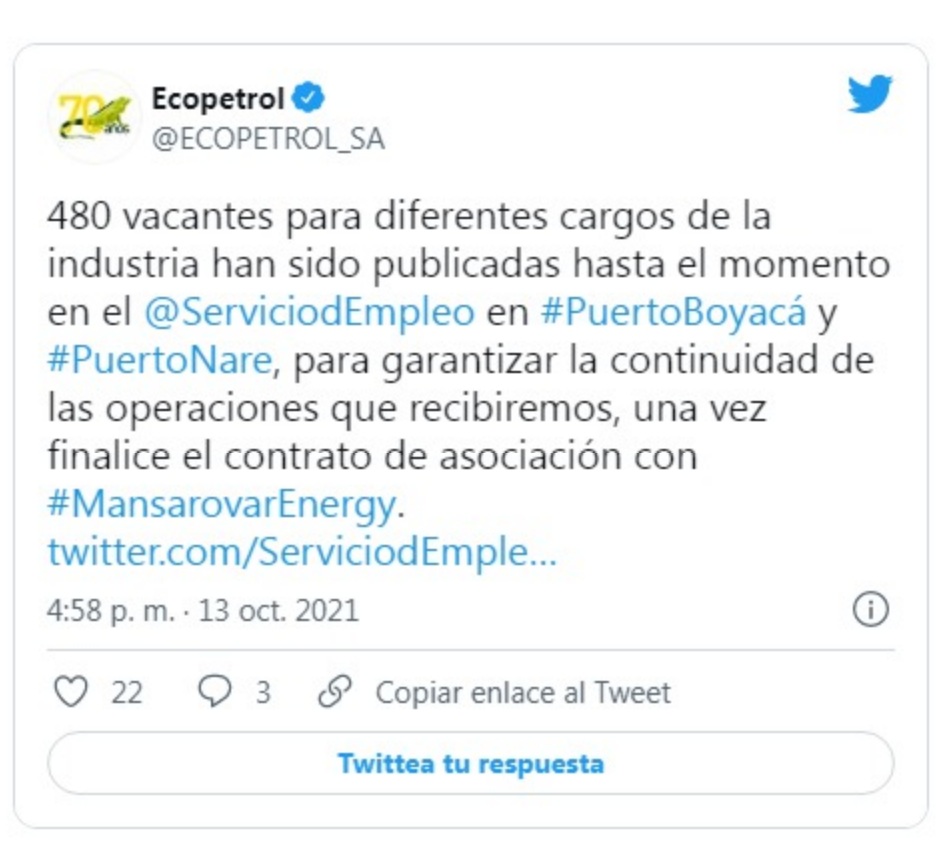 70
años
Ecopetrol
@ECOPETROL_SA
480 vacantes para diferentes cargos de la
industria han sido publicadas hasta el momento
en el @ServiciodEmpleo en #PuertoBoyacá y
#PuertoNare, para garantizar la continuidad de
las operaciones que recibiremos, una vez
finalice el contrato de asociación con
#MansarovarEnergy.
twitter.com/ServiciodEmple...
4:58 p. m. · 13 oct. 2021
22 3 Copiar enlace al Tweet
Twittea tu respuesta